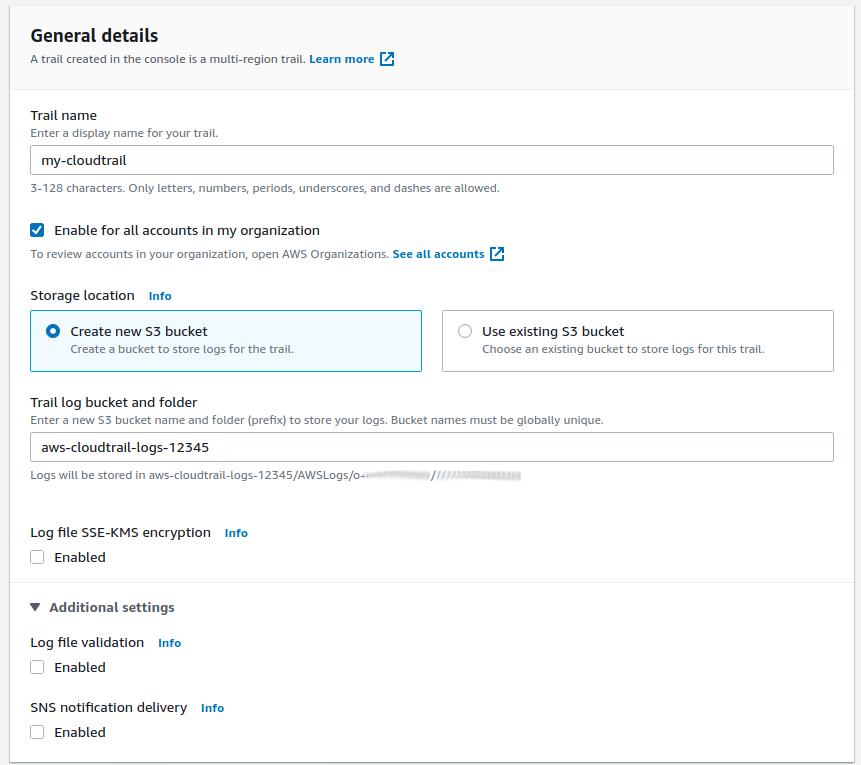 General details
A trail created in the console is a multi-region trail. Learn more
Trail name
Enter a display name for your trail.
my-cloudtrail
3-128 characters. Only letters, numbers, periods, underscores, and dashes are allowed.
Enable for all accounts in my organization
To review accounts in your organization, open AWS Organizations. See all accounts
Storage location Info
Create new S3 bucket
Create a bucket to store logs for the trail.
Use existing S3 bucket
Choose an existing bucket to store logs for this trail.
Trail log bucket and folder
Enter a new S3 bucket name and folder (prefix) to store your logs. Bucket names must be globally unique.
aws-cloudtrail-logs-12345
Logs will be stored in aws-cloudtrail-logs-12345/AWSLogs/o-
Log file SSE-KMS encryption Info
Enabled
Additional settings
Log file validation Info
Enabled
SNS notification delivery Info
Enabled